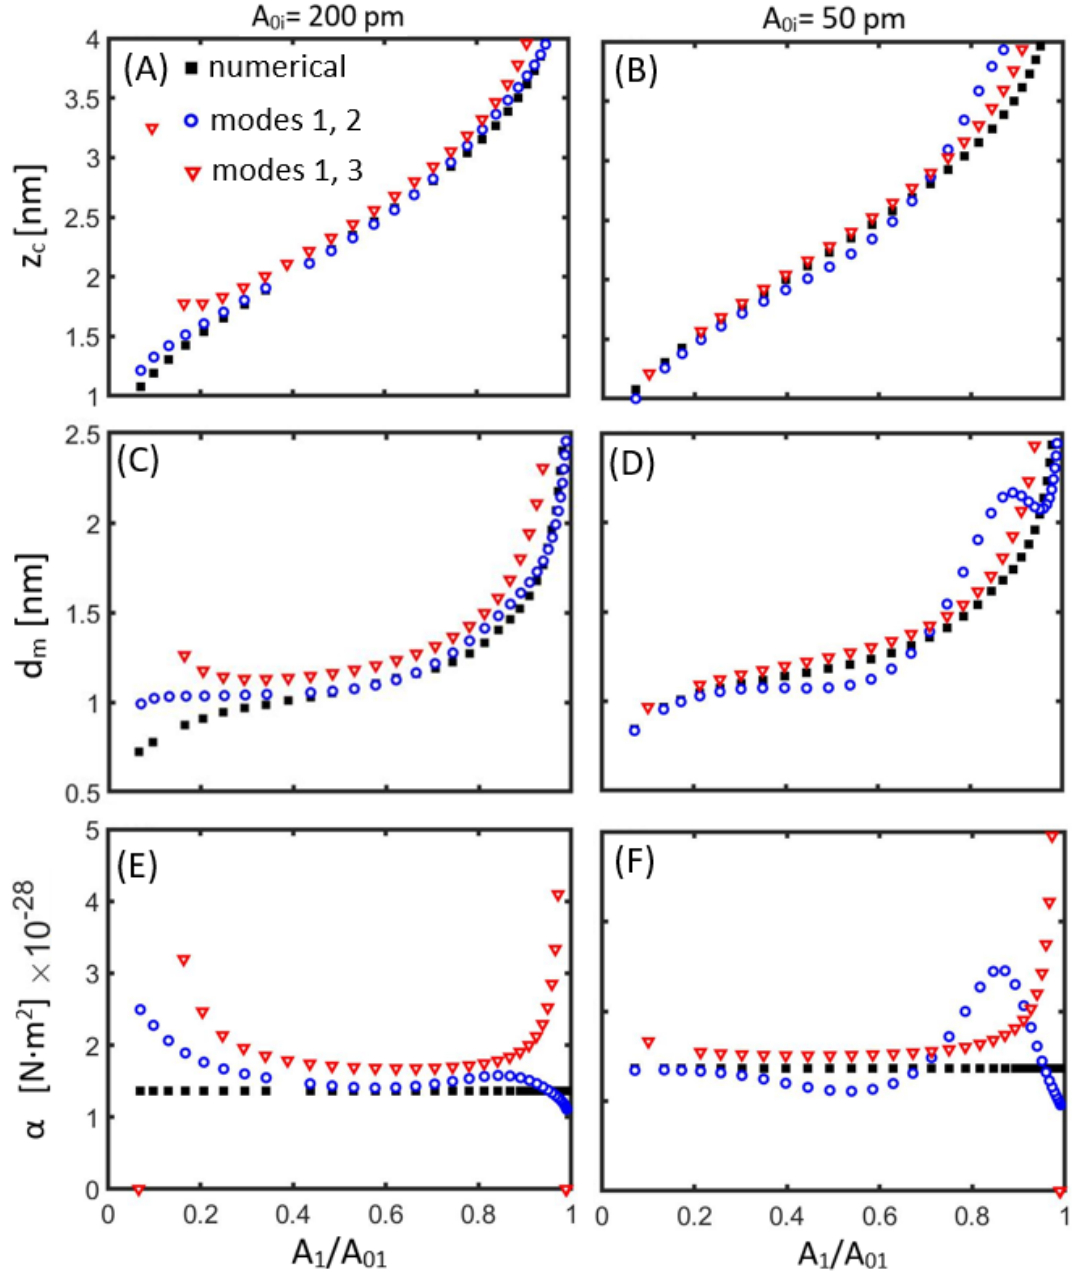 A₀ᵢ= 200 pm
A₀ᵢ= 50 pm
(A)
numerical
modes 1, 2
modes 1, 3
4
3.5
3
2.5
2
1.5
1
z꜀ [nm]
(B)
(C)
2.5
2
1.5
1
0.5
dₘ [nm]
(D)
(E)
5
4
3
2
1
0
α [N·m²] ×10⁻²⁸
(F)
0 0.2 0.4 0.6 0.8 1
0 0.2 0.4 0.6 0.8 1
A₁/A₀₁
A₁/A₀₁